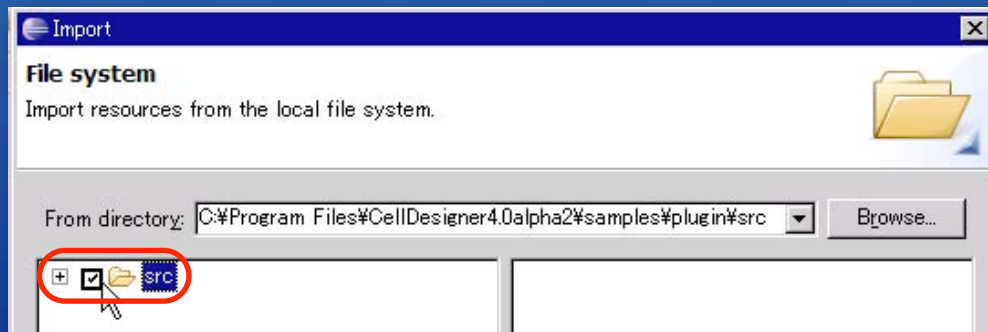 Import
File system
Import resources from the local file system.
From directory: C:¥Program Files¥CellDesigner4.0alpha2¥samples¥plugin¥src Browse...
src